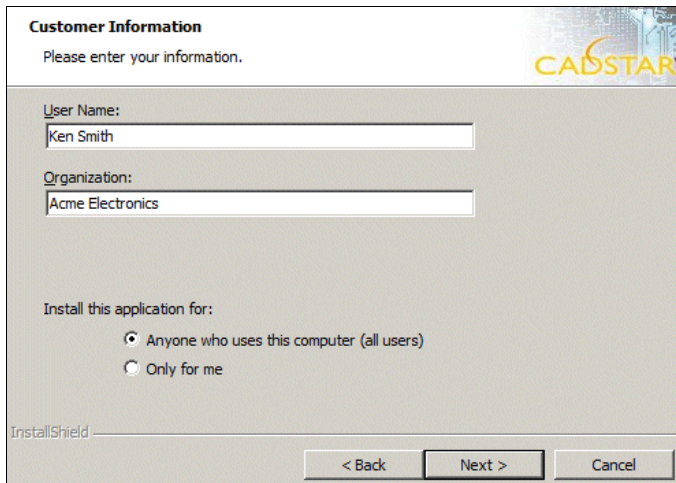 Customer Information
Please enter your information.
CADSTAR
User Name:
Ken Smith
Organization:
Acme Electronics
Install this application for:
Anyone who uses this computer (all users)
Only for me
InstallShield
< Back
Next >
Cancel